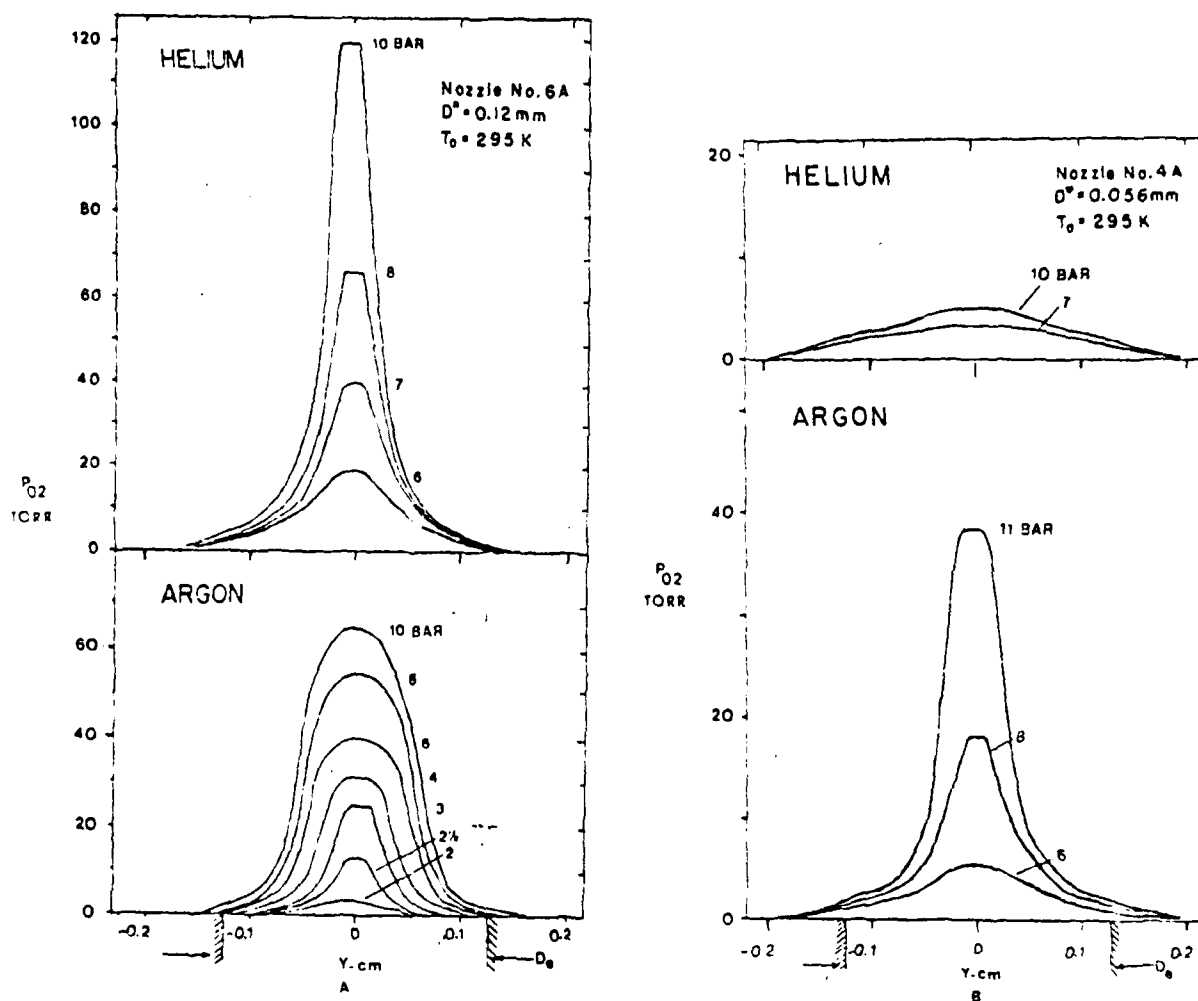 120
HELIUM
10 BAR
Nozzle No. 6A
D* = 0.12 mm
T₀ = 295 K
100
80
8
60
7
40
6
20
P02
TORR
0
ARGON
60
10 BAR
8
6
40
4
3
20
2½
2
0
-0.2
-0.1
0
0.1
0.2
De
Y-cm
A
20
HELIUM
Nozzle No. 4A
D* = 0.056 mm
T₀ = 295 K
10 BAR
7
0
ARGON
40
11 BAR
P02
TORR
20
8
6
0
-0.2
-0.1
0
0.1
0.2
De
Y-cm
B